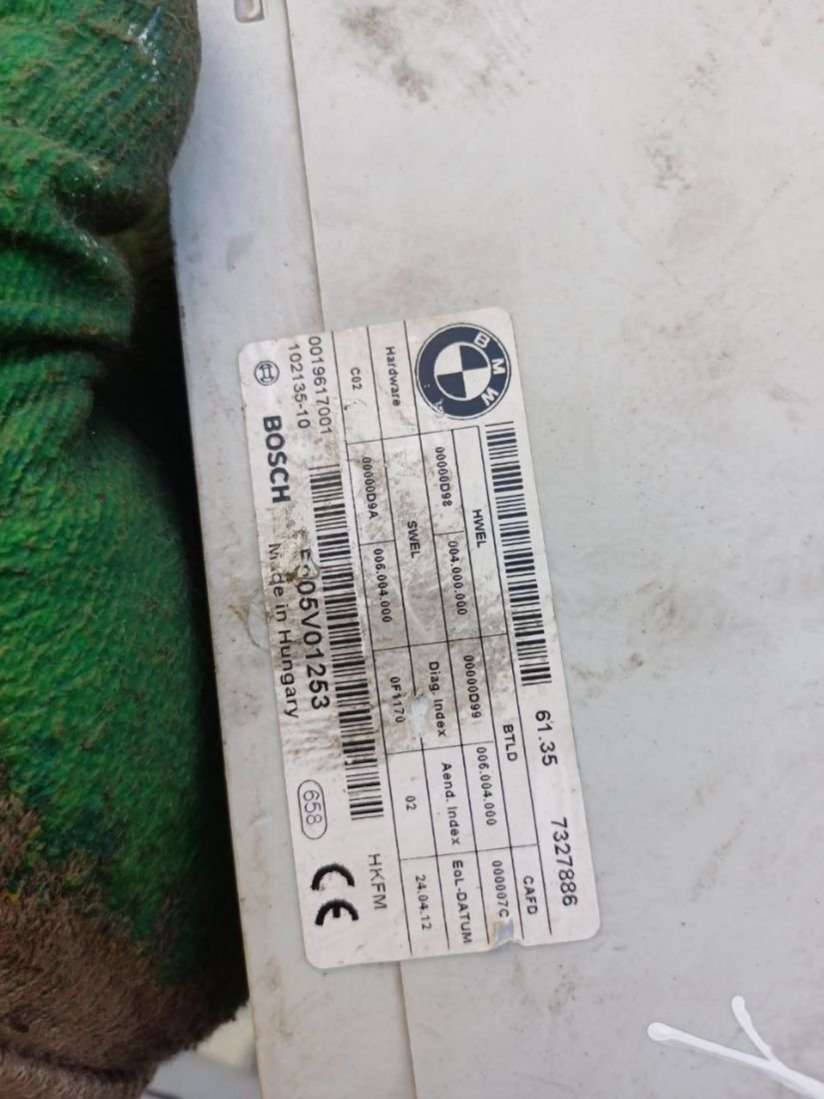 BMW
61.35 7327886
HWEL BTLD CAFD
00000D98 004.000.000 00000D99 006.004.000 000007C
Hardware SWEL Diag. Index Aend. Index EoL-DATUM
C02 00000D9A 006.004.000 0F1170 02 24.04.12
0019617001 HKFM
102135-10 05V01253 658
BOSCH Made in Hungary CE